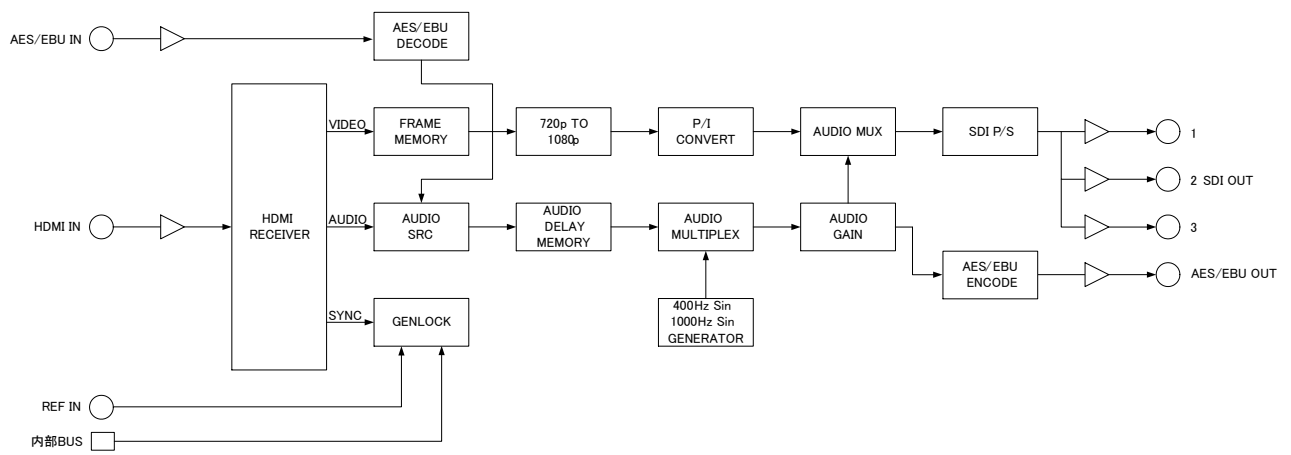 AES/EBU IN
AES/EBU
DECODE
VIDEO
FRAME
MEMORY
720p TO
1080p
P/I
CONVERT
AUDIO MUX
SDI P/S
1
2 SDI OUT
3
HDMI IN
HDMI
RECEIVER
AUDIO
AUDIO
SRC
AUDIO
DELAY
MEMORY
AUDIO
MULTIPLEX
AUDIO
GAIN
AES/EBU
ENCODE
AES/EBU OUT
400Hz Sin
1000Hz Sin
GENERATOR
SYNC
GENLOCK
REF IN
内部BUS